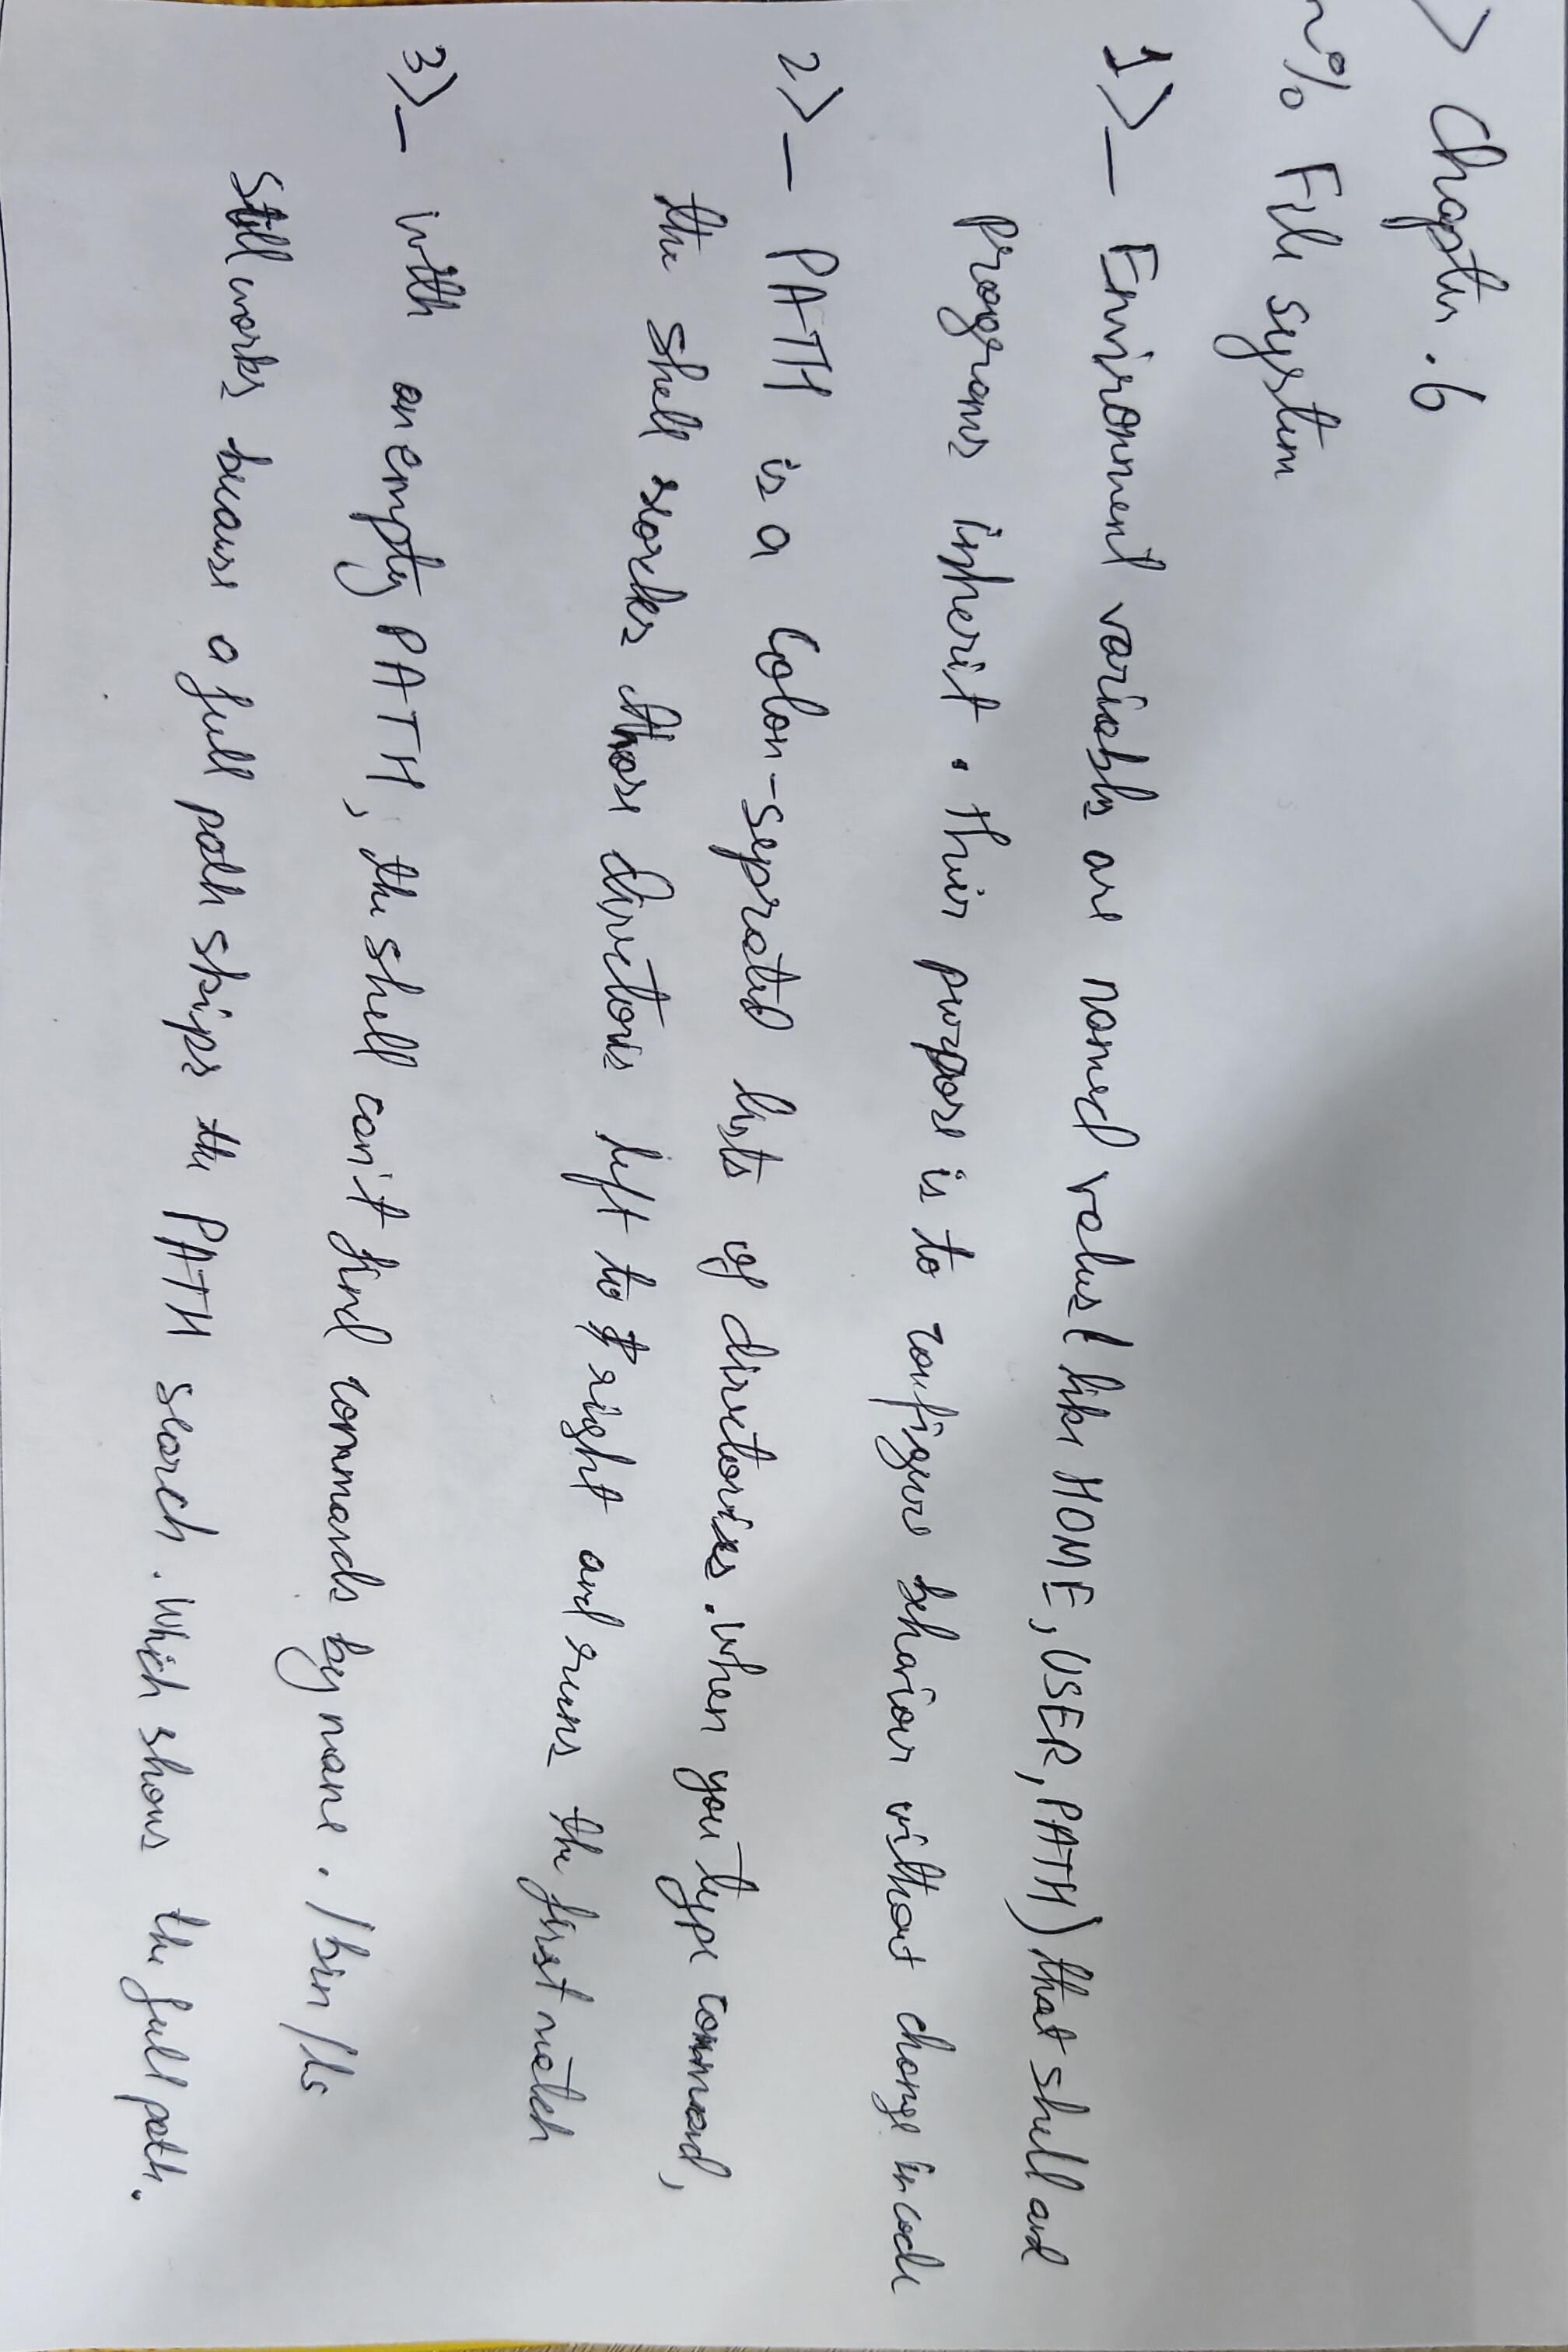 > Chapter.6
% File system
1>- Environment variables are named values (like HOME, USER, PATH) that shell and
programs inherit. their purpose is to configure behaviour without change in code
2>- PATH is a colon-seprated lists of directories. when you type command,
the shell searches those directories left to right and runs the first match
3>- with an empty PATH, the shell can't find commands by name. /bin/ls
still works because a full path skips the PATH search. which shows the full path.